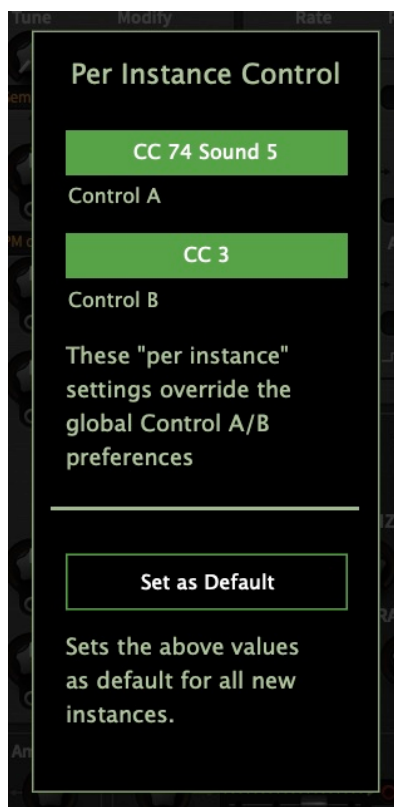 Tune Modify Rate
Per Instance Control
CC 74 Sound 5
Control A
CC 3
Control B
These "per instance"
settings override the
global Control A/B
preferences
Set as Default
Sets the above values
as default for all new
instances.